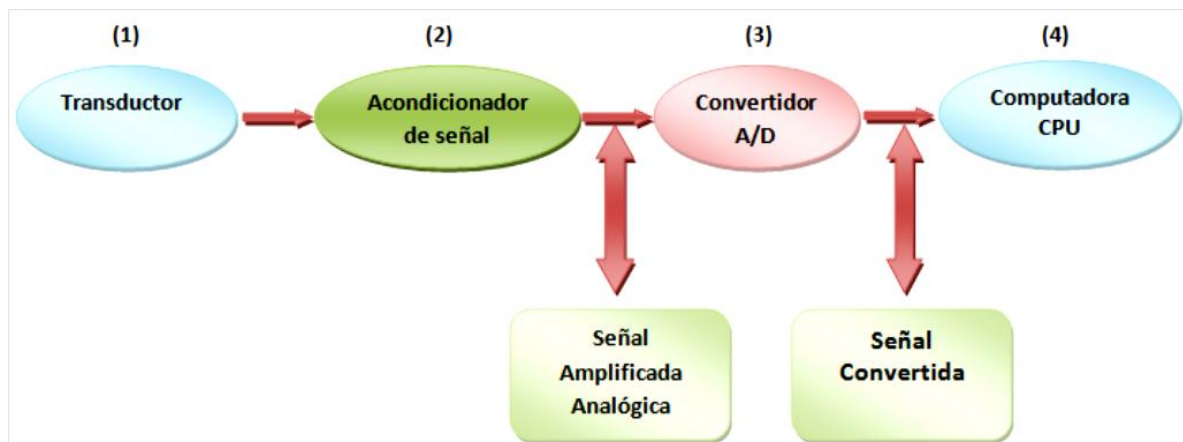 (1)
(2)
(3)
(4)
Transductor
Acondicionador
de señal
Convertidor
A/D
Computadora
CPU
Señal
Amplificada
Analógica
Señal
Convertida